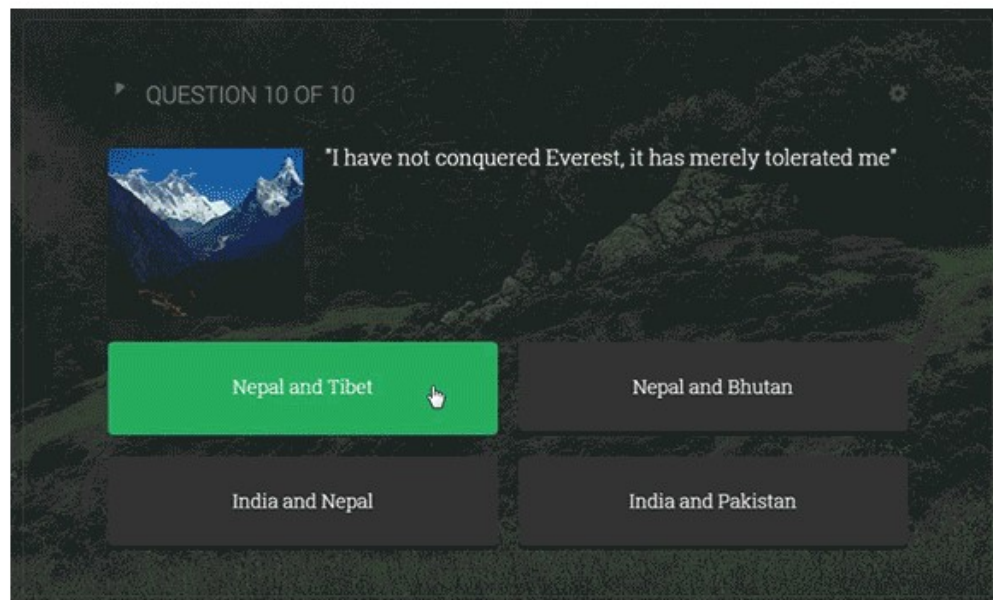 QUESTION 10 OF 10
"I have not conquered Everest, it has merely tolerated me"
Nepal and Tibet
Nepal and Bhutan
India and Nepal
India and Pakistan